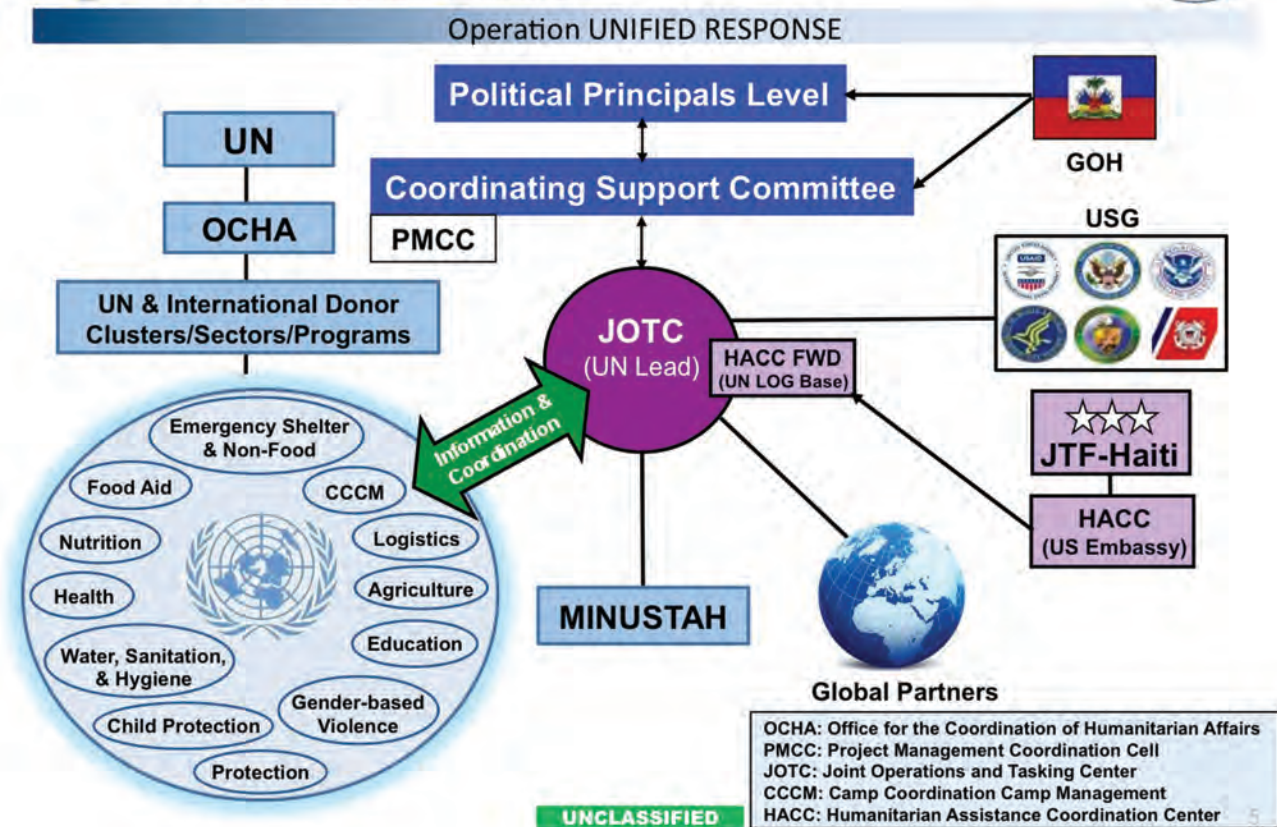 Operation UNIFIED RESPONSE
Political Principals Level
Coordinating Support Committee
PMCC
GOH
USG
USAID
UN
OCHA
UN & International Donor
Clusters/Sectors/Programs
JOTC
(UN Lead)
HACC FWD
(UN LOG Base)
JTF-Haiti
HACC
(US Embassy)
Information &
Coordination
Emergency Shelter
& Non-Food
Food Aid
CCCM
Nutrition
Logistics
Health
Agriculture
Education
Water, Sanitation,
& Hygiene
Gender-based
Violence
Child Protection
Protection
MINUSTAH
Global Partners
OCHA: Office for the Coordination of Humanitarian Affairs
PMCC: Project Management Coordination Cell
JOTC: Joint Operations and Tasking Center
CCCM: Camp Coordination Camp Management
HACC: Humanitarian Assistance Coordination Center
UNCLASSIFIED
5